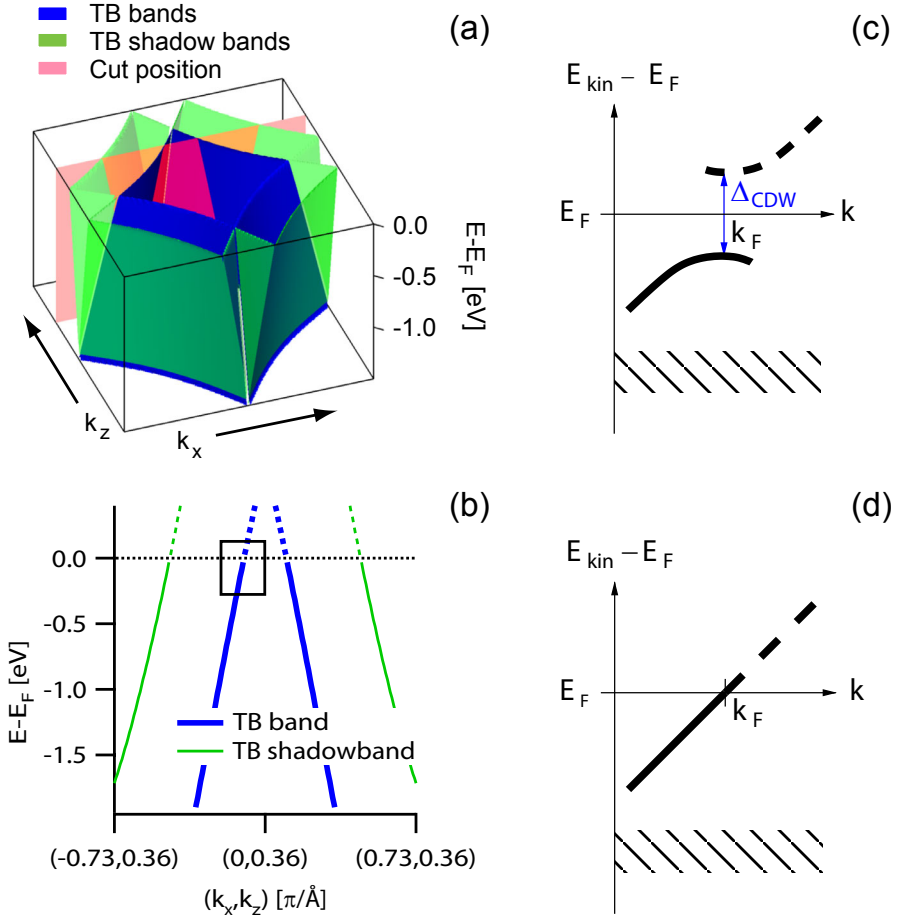 TB bands
TB shadow bands
Cut position
(a)
0.0
-0.5
-1.0
E-E_F [eV]
k_z
k_x
(b)
0.0
-0.5
-1.0
-1.5
E-E_F [eV]
TB band
TB shadowband
(-0.73,0.36)
(0,0.36)
(0.73,0.36)
(k_x,k_z) [π/Å]
(c)
E_kin − E_F
Δ_CDW
E_F
k
k_F
(d)
E_kin − E_F
E_F
k
k_F